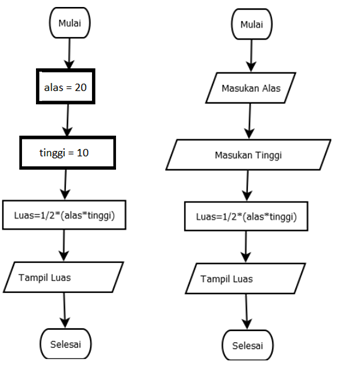 Mulai
alas = 20
tinggi = 10
Luas=1/2*(alas*tinggi)
Tampil Luas
Selesai
Mulai
Masukan Alas
Masukan Tinggi
Luas=1/2*(alas*tinggi)
Tampil Luas
Selesai